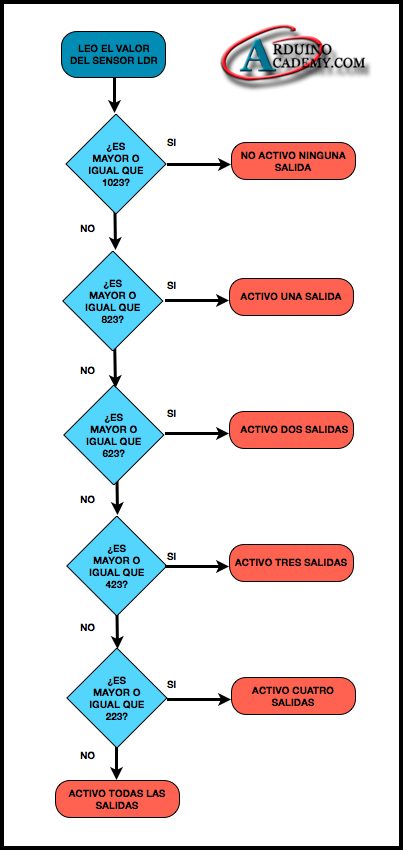 LEO EL VALOR
DEL SENSOR LDR
ARDUINO
ACADEMY.COM
¿ES
MAYOR O
IGUAL QUE
1023?
SI
NO ACTIVO NINGUNA
SALIDA
NO
¿ES
MAYOR O
IGUAL QUE
823?
SI
ACTIVO UNA SALIDA
NO
¿ES
MAYOR O
IGUAL QUE
623?
SI
ACTIVO DOS SALIDAS
NO
¿ES
MAYOR O
IGUAL QUE
423?
SI
ACTIVO TRES SALIDAS
NO
¿ES
MAYOR O
IGUAL QUE
223?
SI
ACTIVO CUATRO
SALIDAS
NO
ACTIVO TODAS LAS
SALIDAS